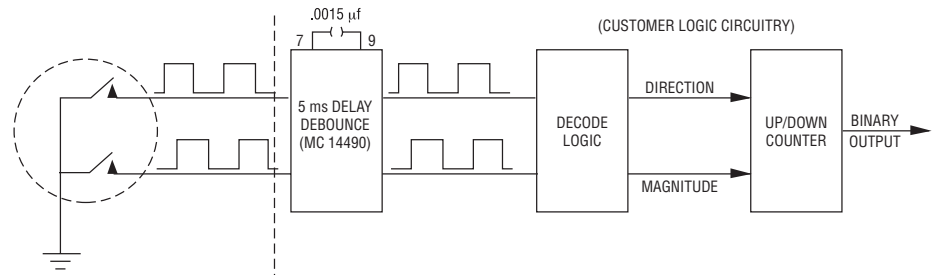 .0015 µf
(CUSTOMER LOGIC CIRCUITRY)
7 9
5 ms DELAY
DEBOUNCE
(MC 14490)
DECODE
LOGIC
DIRECTION
MAGNITUDE
UP/DOWN
COUNTER
BINARY
OUTPUT